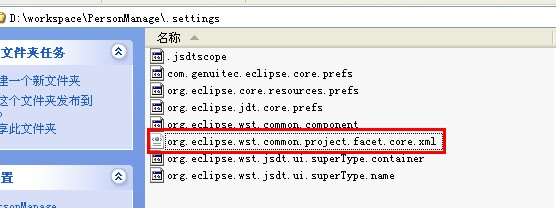 D:\workspace\PersonManage\.settings
文件夹任务
建一个新文件夹
这个文件夹发布到
享此文件夹
置
名称
.jsdtscope
com.genuitec.eclipse.core.prefs
org.eclipse.core.resources.prefs
org.eclipse.jdt.core.prefs
org.eclipse.wst.common.component
org.eclipse.wst.common.project.facet.core.xml
org.eclipse.wst.jsdt.ui.superType.container
org.eclipse.wst.jsdt.ui.superType.name